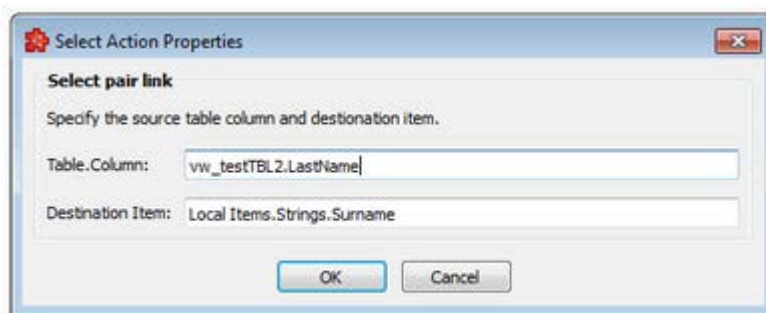 Select Action Properties
Select pair link
Specify the source table column and destionation item.
Table.Column: vw_testTBL2.LastName
Destination Item: Local Items.Strings.Surname
OK Cancel